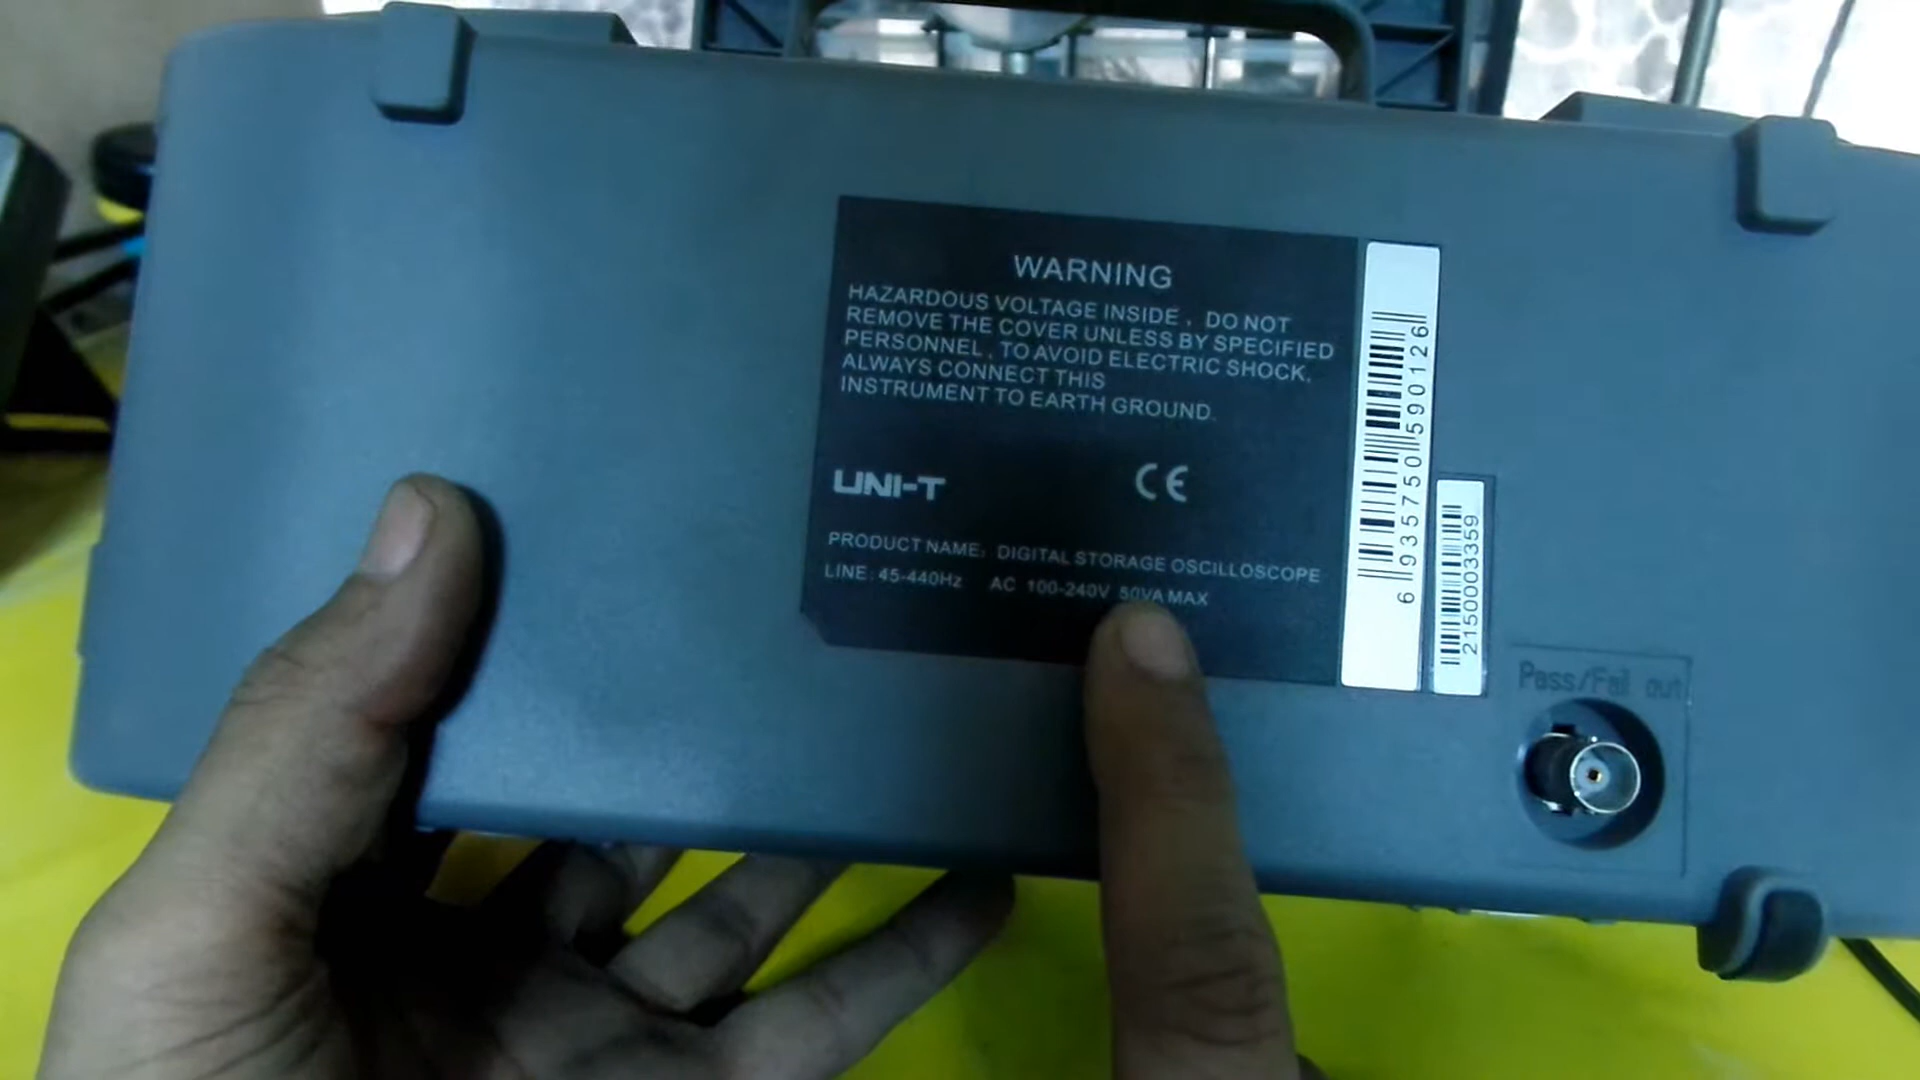 WARNING
HAZARDOUS VOLTAGE INSIDE , DO NOT
REMOVE THE COVER UNLESS BY SPECIFIED
PERSONNEL , TO AVOID ELECTRIC SHOCK,
ALWAYS CONNECT THIS
INSTRUMENT TO EARTH GROUND.
UNI-T
CE
PRODUCT NAME: DIGITAL STORAGE OSCILLOSCOPE
LINE: 45-440Hz AC 100-240V 50VA MAX
6 935750 590126
2150003359
Pass/Fail out